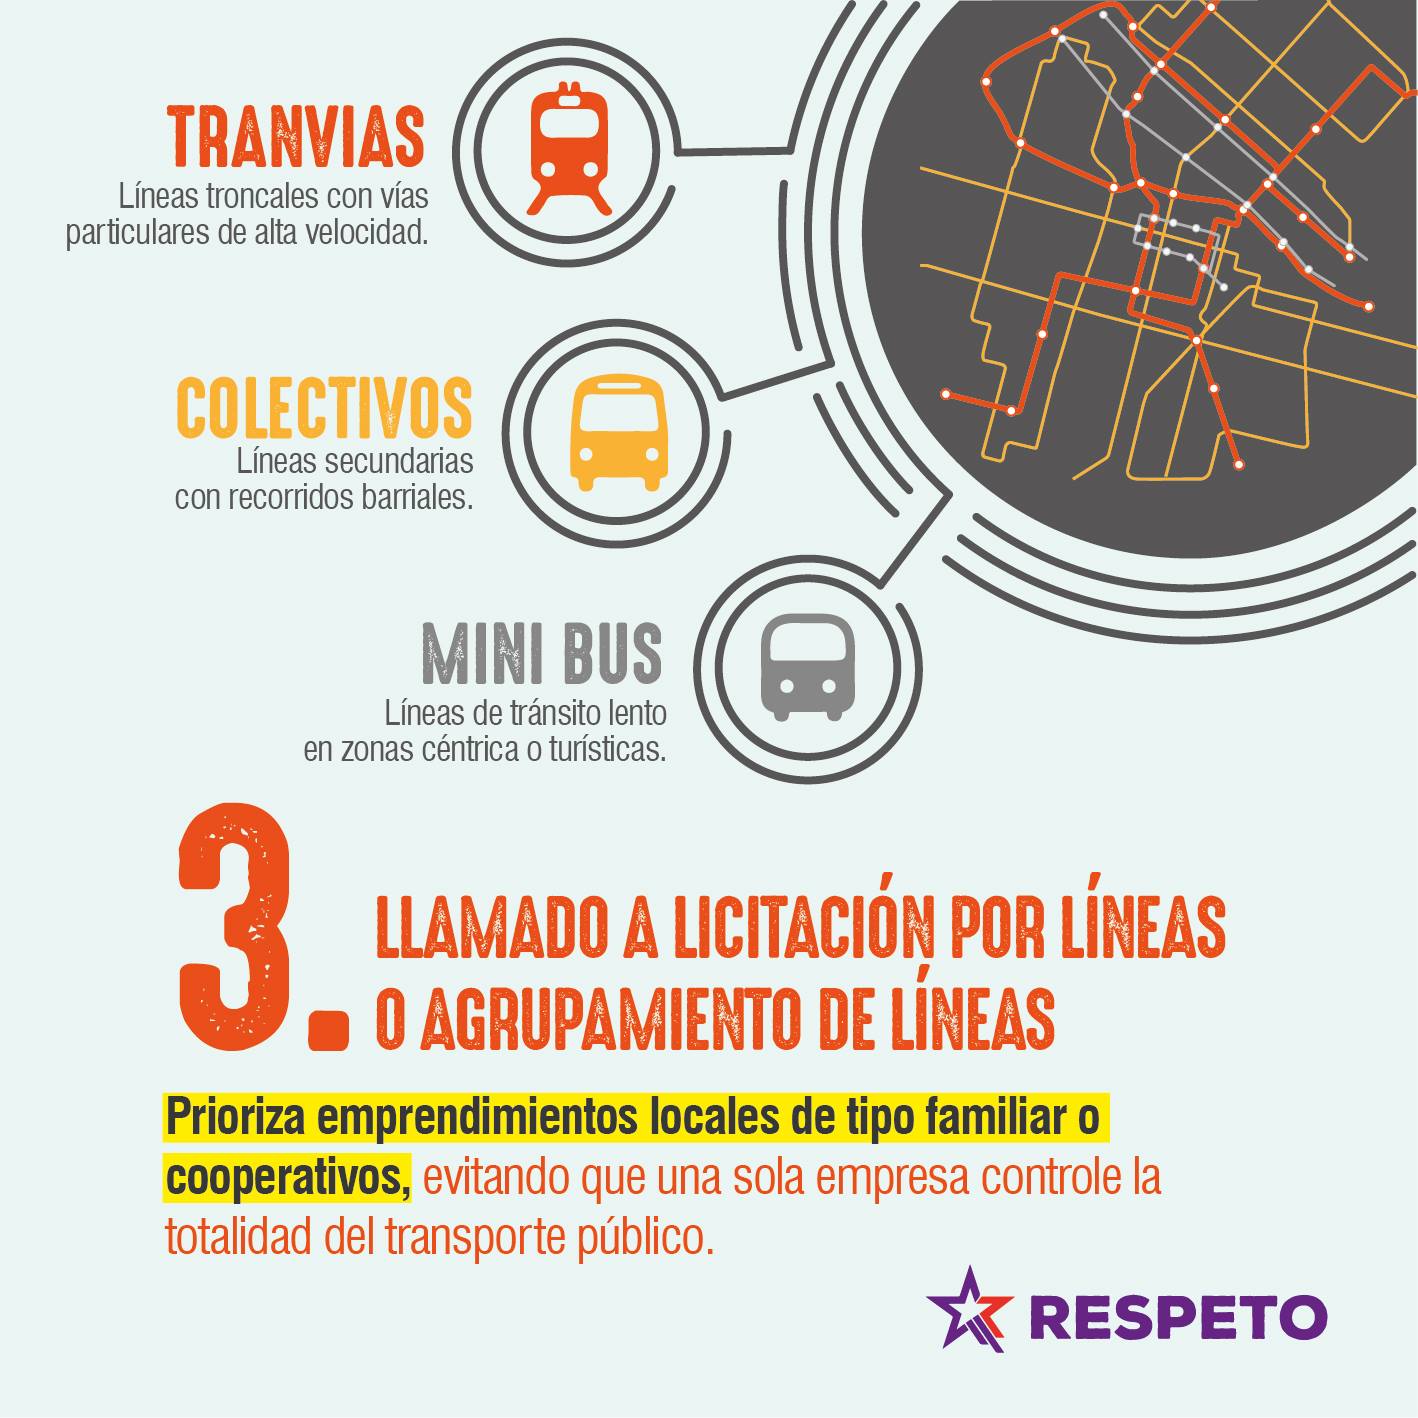 TRANVIAS
Líneas troncales con vías
particulares de alta velocidad.
COLECTIVOS
Líneas secundarias
con recorridos barriales.
MINI BUS
Líneas de tránsito lento
en zonas céntrica o turísticas.
3. LLAMADO A LICITACIÓN POR LÍNEAS
O AGRUPAMIENTO DE LÍNEAS
Prioriza emprendimientos locales de tipo familiar o
cooperativos, evitando que una sola empresa controle la
totalidad del transporte público.
RESPETO